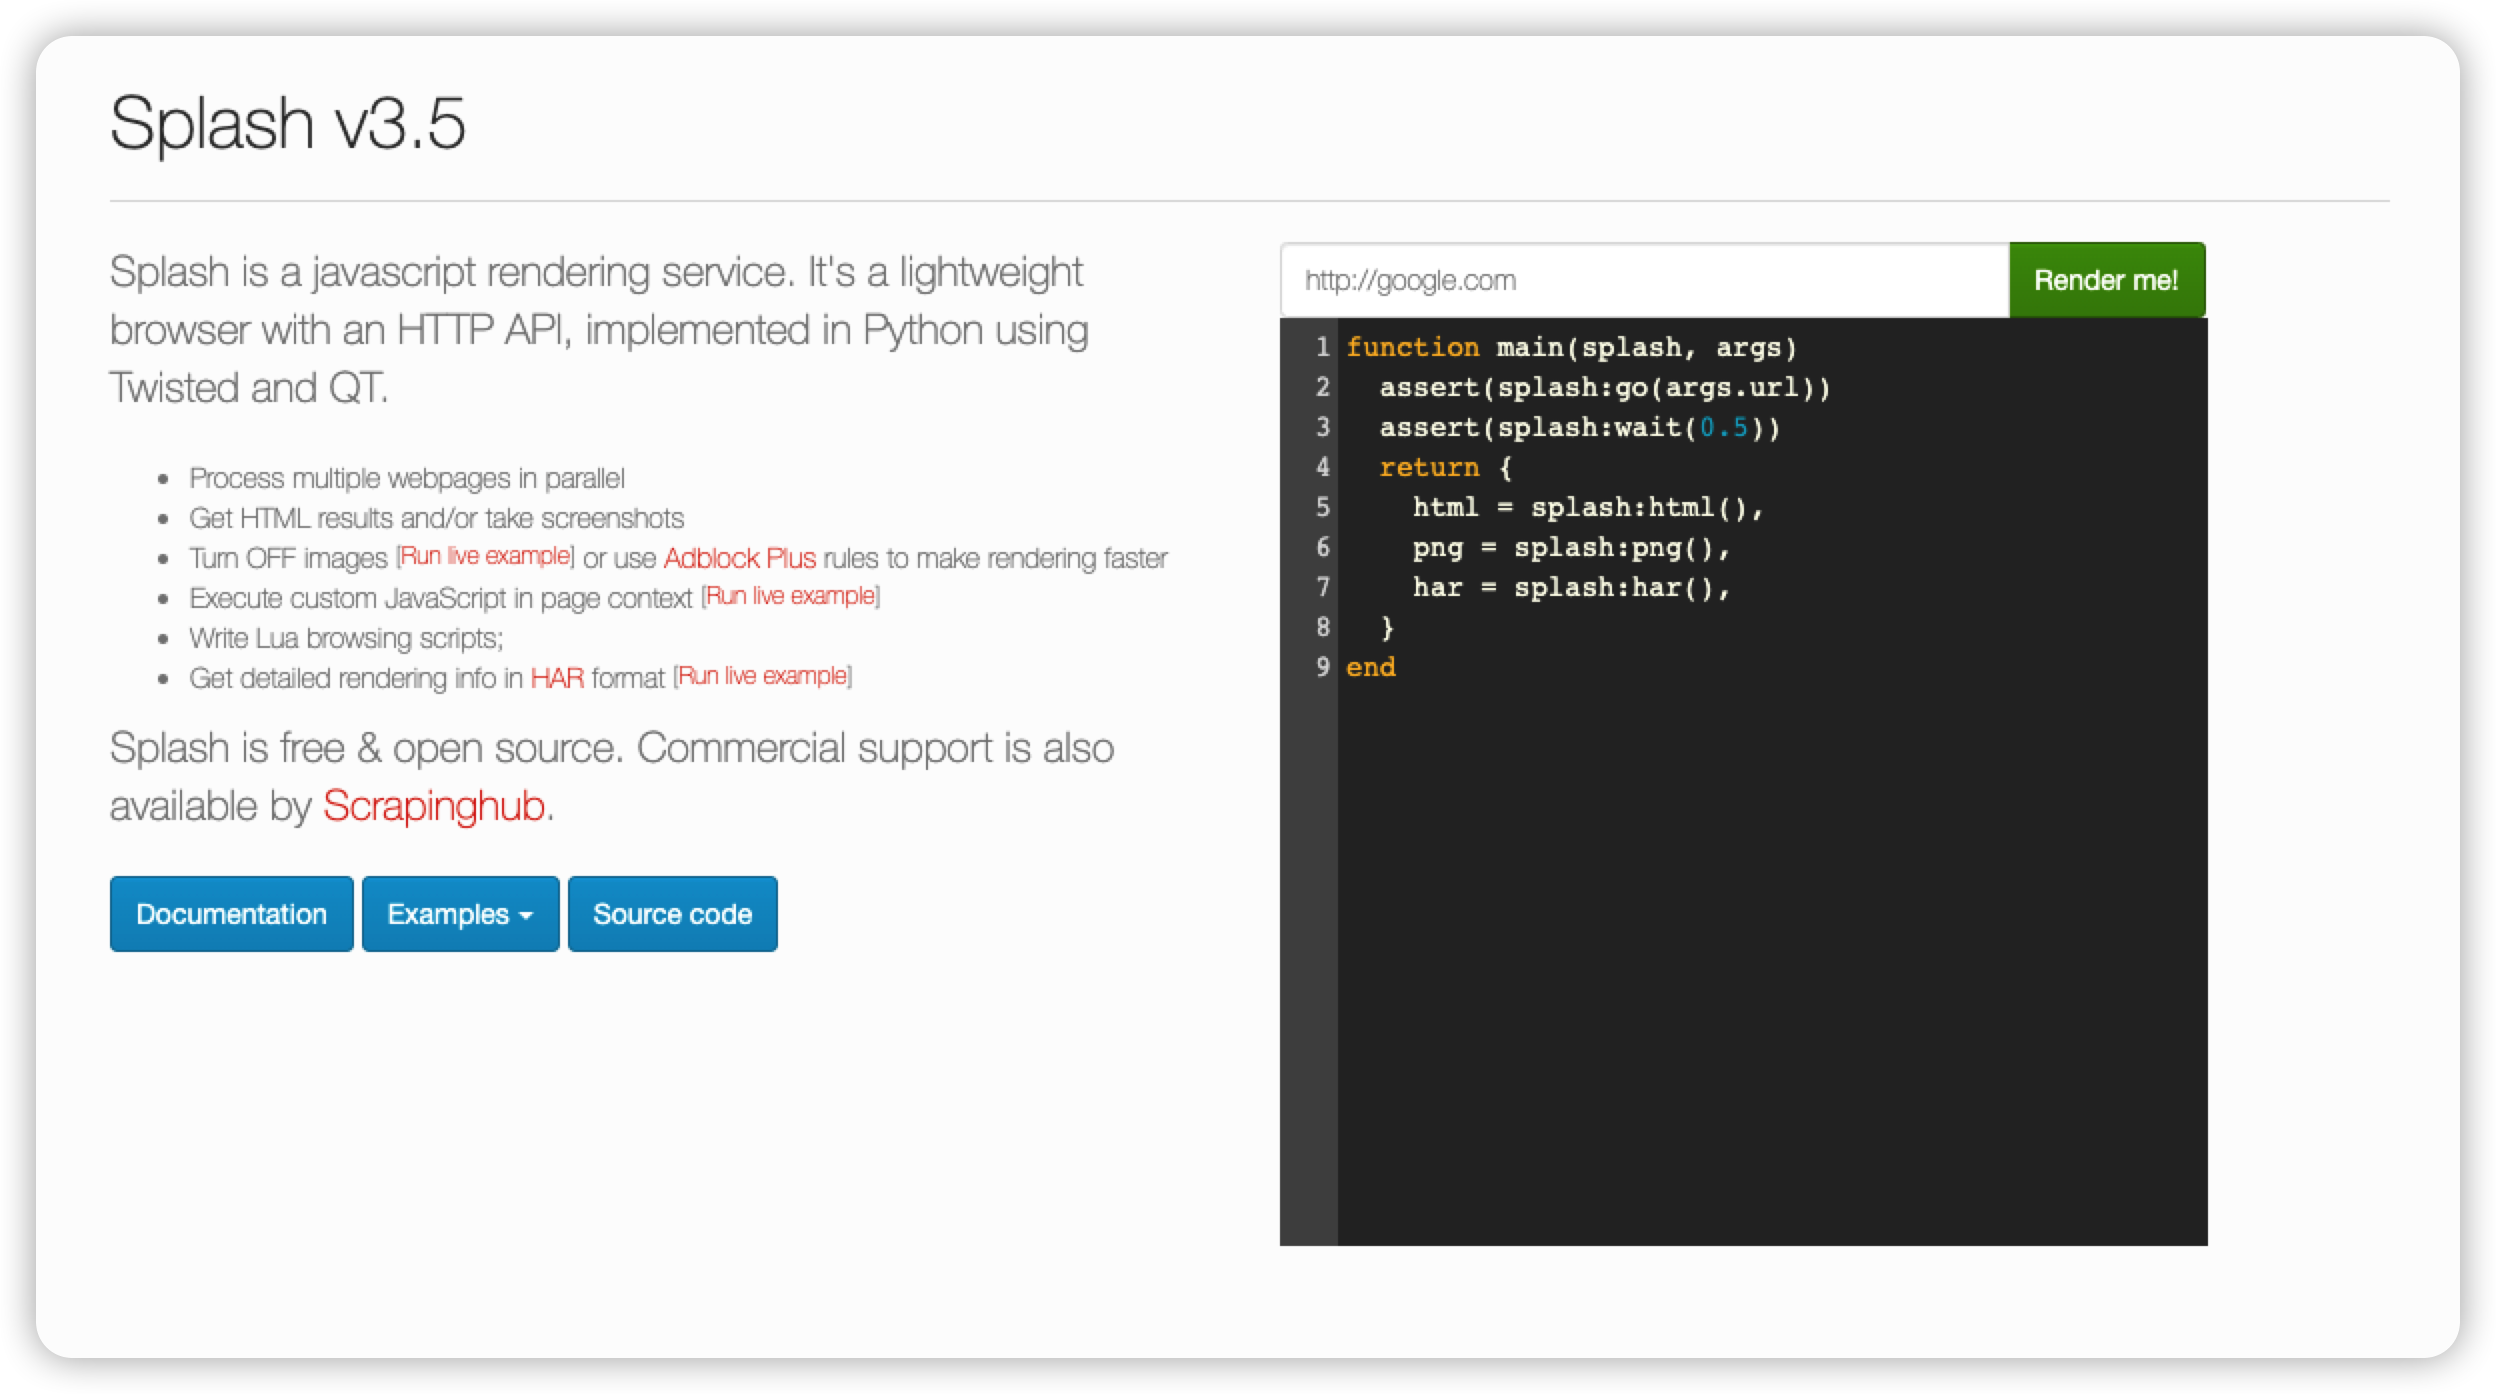 Splash v3.5
Splash is a javascript rendering service. It's a lightweight
browser with an HTTP API, implemented in Python using
Twisted and QT.
Process multiple webpages in parallel
Get HTML results and/or take screenshots
Turn OFF images [Run live example] or use Adblock Plus rules to make rendering faster
Execute custom JavaScript in page context [Run live example]
Write Lua browsing scripts;
Get detailed rendering info in HAR format [Run live example]
Splash is free & open source. Commercial support is also
available by Scrapinghub.
Documentation
Examples
Source code
http://google.com
Render me!
1 function main(splash, args)
2   assert(splash:go(args.url))
3   assert(splash:wait(0.5))
4   return {
5     html = splash:html(),
6     png = splash:png(),
7     har = splash:har(),
8   }
9 end